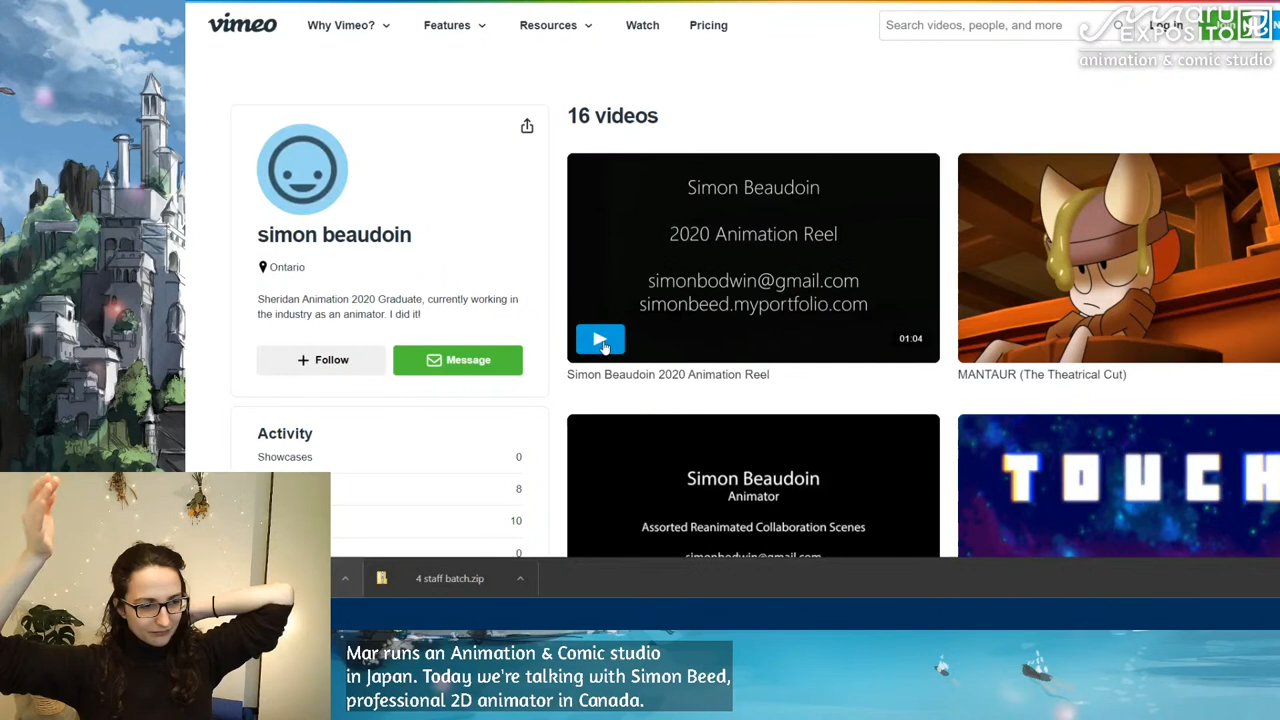 vimeo
Why Vimeo?
Features
Resources
Watch
Pricing
Search videos, people, and more
Log in
Maru
EXPOSITO
animation & comic studio
16 videos
simon beaudoin
Ontario
Sheridan Animation 2020 Graduate, currently working in
the industry as an animator. I did it!
Follow
Message
Activity
Showcases 0
8
10
0
Simon Beaudoin
2020 Animation Reel
simonbodwin@gmail.com
simonbeed.myportfolio.com
01:04
Simon Beaudoin 2020 Animation Reel
MANTAUR (The Theatrical Cut)
Simon Beaudoin
Animator
Assorted Reanimated Collaboration Scenes
simonbodwin@gmail.com
TOUCH
4 staff batch.zip
Mar runs an Animation & Comic studio
in Japan. Today we're talking with Simon Beed,
professional 2D animator in Canada.